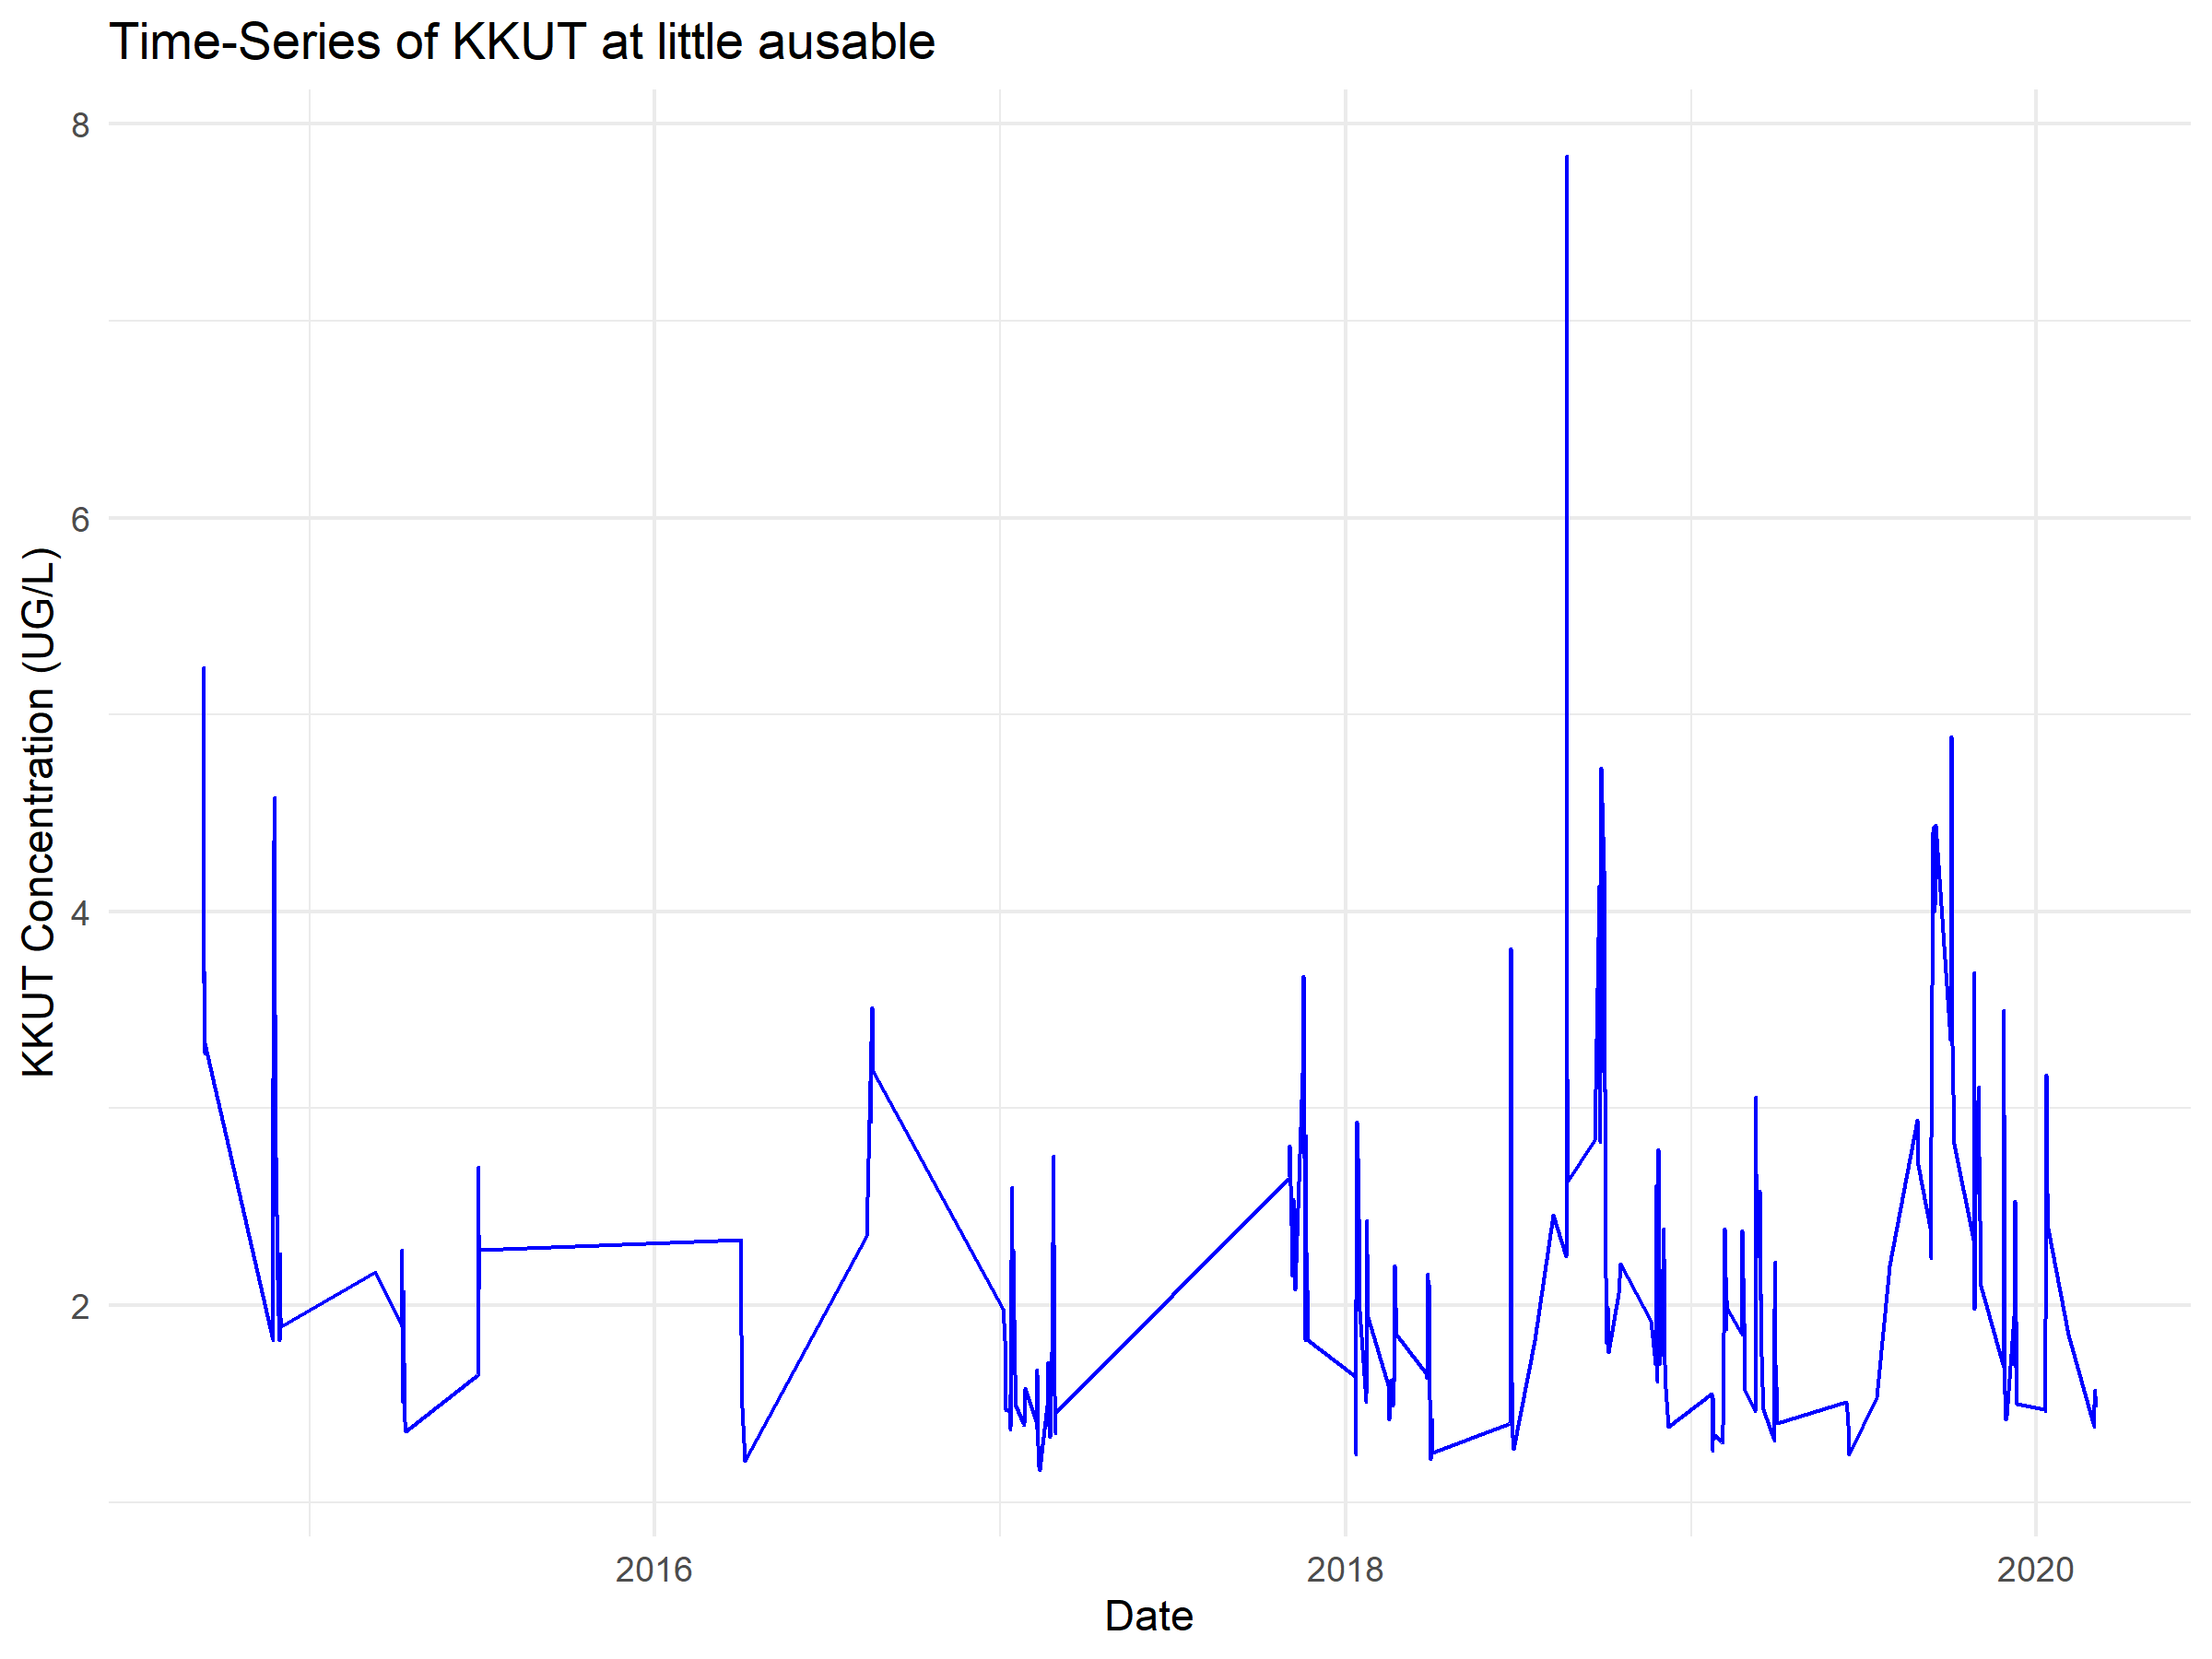 Time-Series of KKUT at little ausable
KKUT Concentration (UG/L)
8
6
4
2
2016
2018
2020
Date